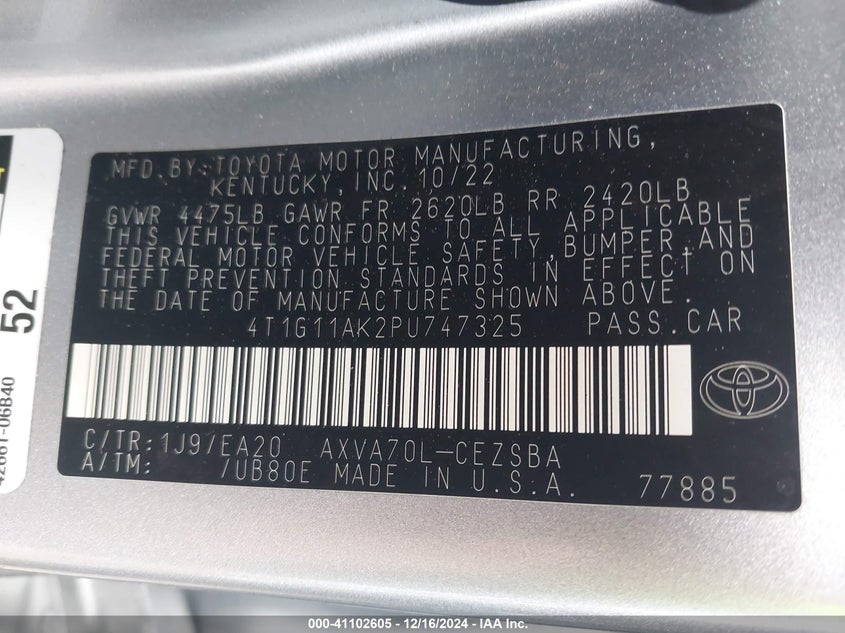 MFD.BY:TOYOTA MOTOR MANUFACTURING,
KENTUCKY,INC.10/22
GVWR 4475LB GAWR FR 2620LB RR 2420LB
THIS VEHICLE CONFORMS TO ALL APPLICABLE
FEDERAL MOTOR VEHICLE SAFETY,BUMPER,AND
THEFT PREVENTION STANDARDS IN EFFECT ON
THE DATE OF MANUFACTURE SHOWN ABOVE.
4T1G11AK2PU747325 PASS.CAR
C/TR:1J9/EA20 AXVA70L-CEZSBA
A/TM: /UB80E MADE IN U.S.A. 77885
52
42661-06B40
000-41102605 - 12/16/2024 - IAA Inc.